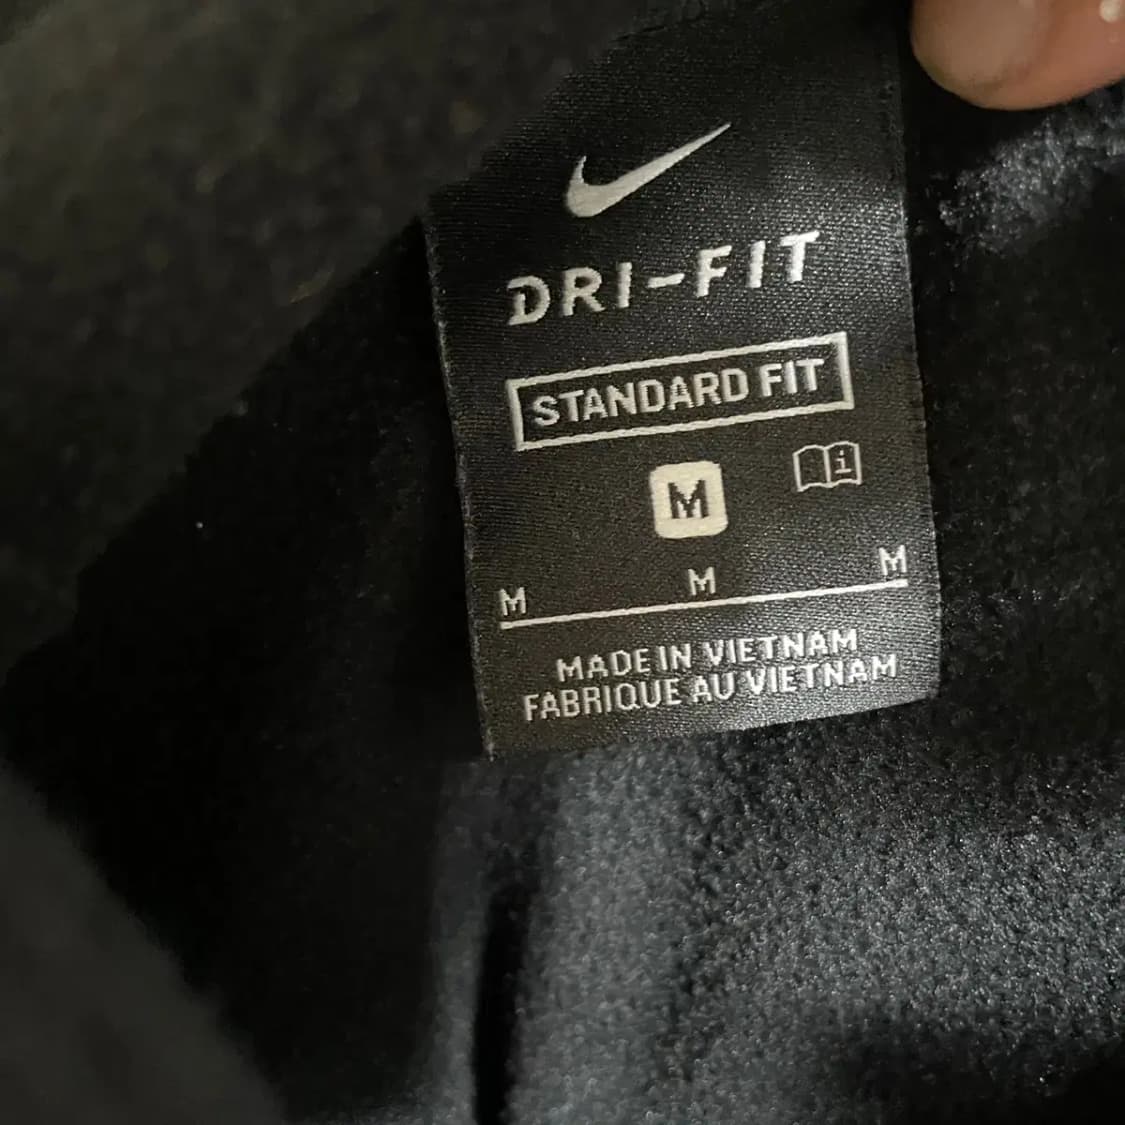 DRI-FIT
STANDARD FIT
M
i
M M M
MADE IN VIETNAM
FABRIQUE AU VIETNAM